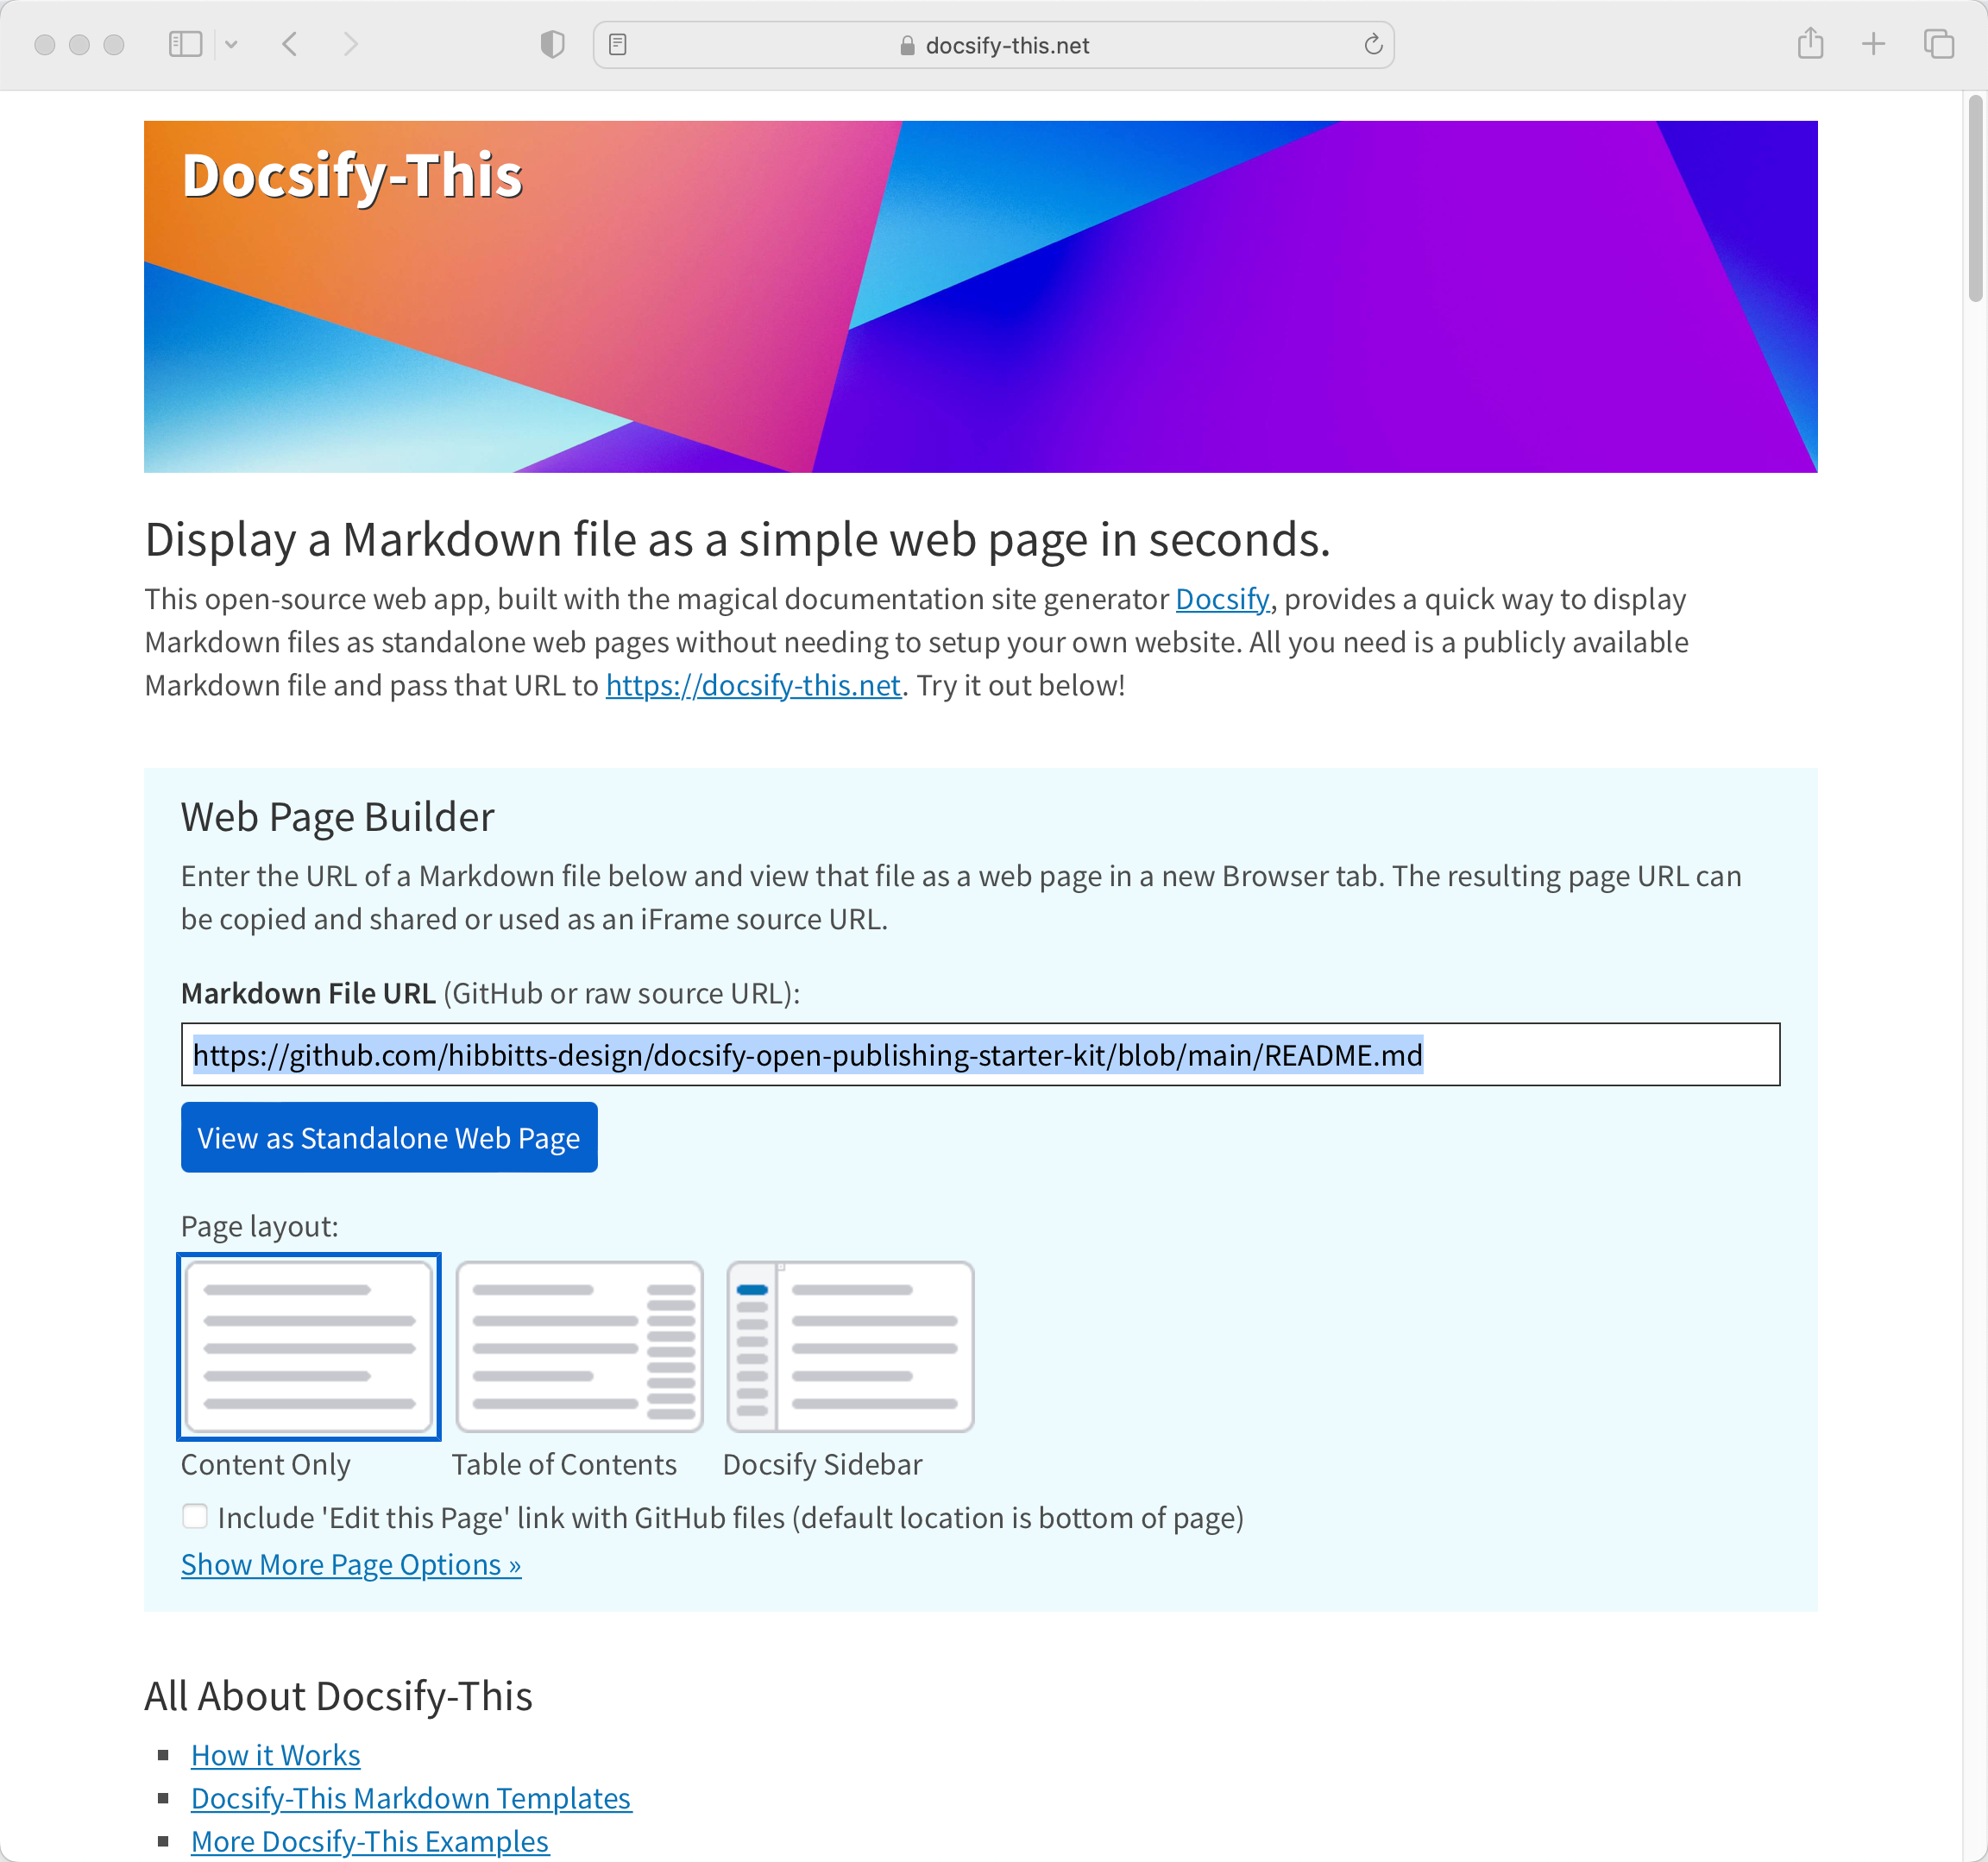 docsify-this.net
Docsify-This
Display a Markdown file as a simple web page in seconds.
This open-source web app, built with the magical documentation site generator Docsify, provides a quick way to display
Markdown files as standalone web pages without needing to setup your own website. All you need is a publicly available
Markdown file and pass that URL to https://docsify-this.net. Try it out below!
Web Page Builder
Enter the URL of a Markdown file below and view that file as a web page in a new Browser tab. The resulting page URL can
be copied and shared or used as an iFrame source URL.
Markdown File URL (GitHub or raw source URL):
https://github.com/hibbitts-design/docsify-open-publishing-starter-kit/blob/main/README.md
View as Standalone Web Page
Page layout:
Content Only
Table of Contents
Docsify Sidebar
Include 'Edit this Page' link with GitHub files (default location is bottom of page)
Show More Page Options »
All About Docsify-This
How it Works
Docsify-This Markdown Templates
More Docsify-This Examples